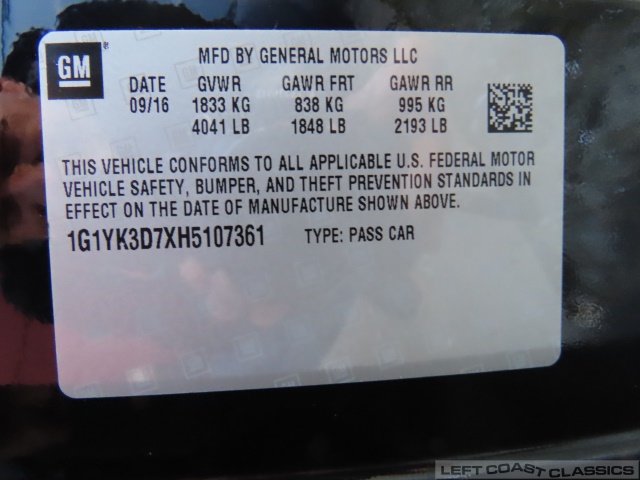 GM ®
MFD BY GENERAL MOTORS LLC
DATE GVWR GAWR FRT GAWR RR
09/16 1833 KG 838 KG 995 KG
4041 LB 1848 LB 2193 LB
THIS VEHICLE CONFORMS TO ALL APPLICABLE U.S. FEDERAL MOTOR
VEHICLE SAFETY, BUMPER, AND THEFT PREVENTION STANDARDS IN
EFFECT ON THE DATE OF MANUFACTURE SHOWN ABOVE.
1G1YK3D7XH5107361 TYPE: PASS CAR
LEFT COAST CLASSICS